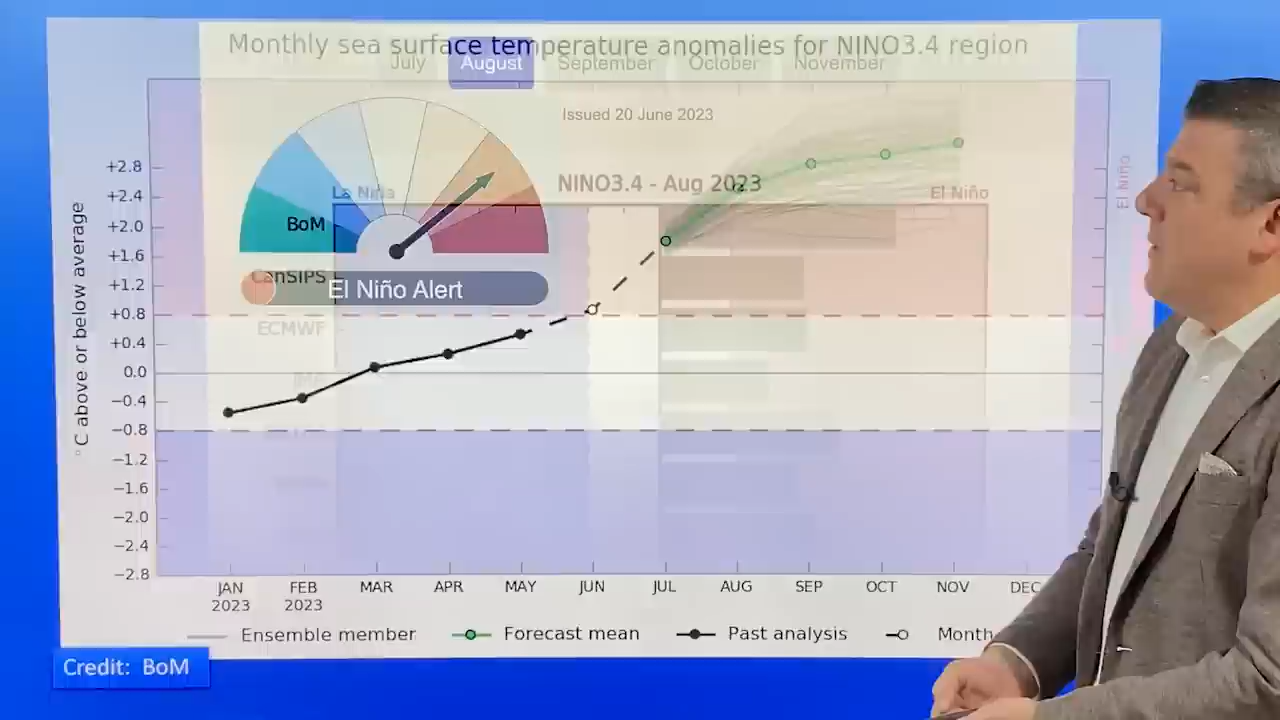 Monthly sea surface temperature anomalies for NINO3.4 region
July August September October November
Issued 20 June 2023
NINO3.4 - Aug 2023
La Niña
El Niño
El Niño
BoM
CanSIPS
El Niño Alert
ECMWF
°C above or below average
+2.8
+2.4
+2.0
+1.6
+1.2
+0.8
+0.4
0.0
−0.4
−0.8
−1.2
−1.6
−2.0
−2.4
−2.8
JAN FEB MAR APR MAY JUN JUL AUG SEP OCT NOV DEC
2023 2023
Ensemble member Forecast mean Past analysis Month
Credit: BoM